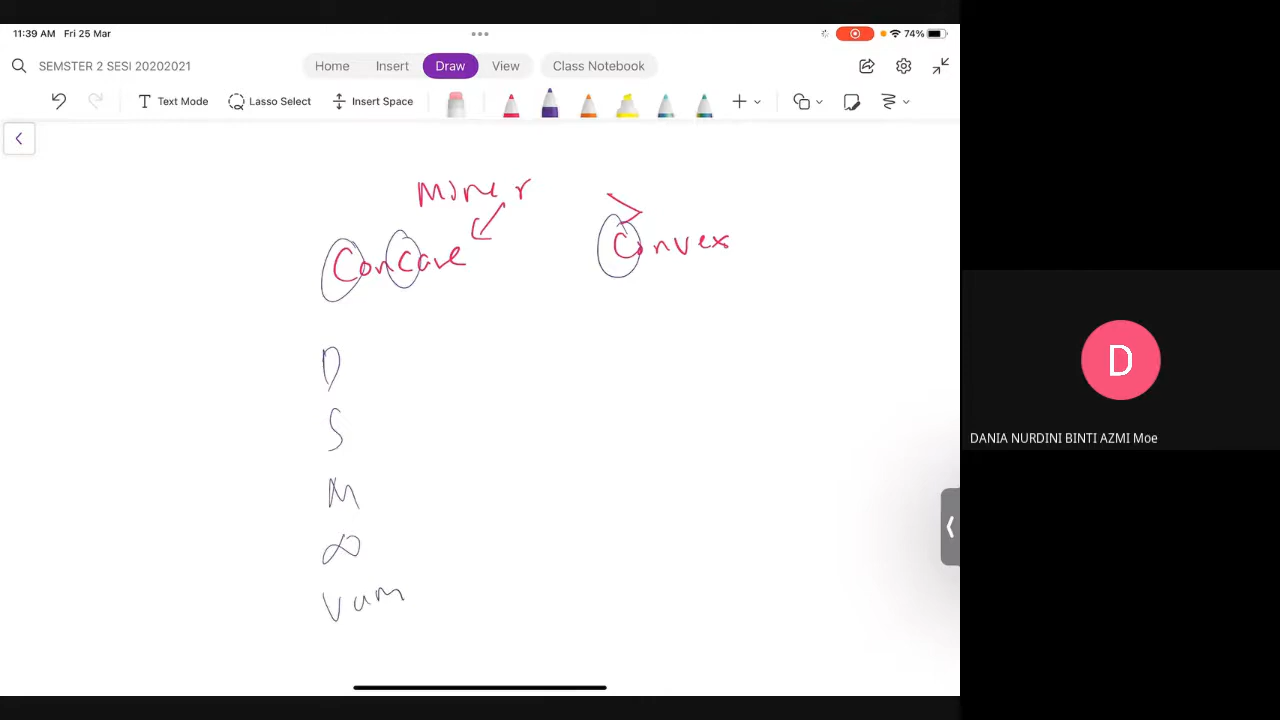 11:39 AM Fri 25 Mar
74%
SEMSTER 2 SESI 20202021
Home Insert Draw View Class Notebook
Text Mode Lasso Select Insert Space
Miner
Concave Convex
D
S
M
∞
Vum
D
DANIA NURDINI BINTI AZMI Moe